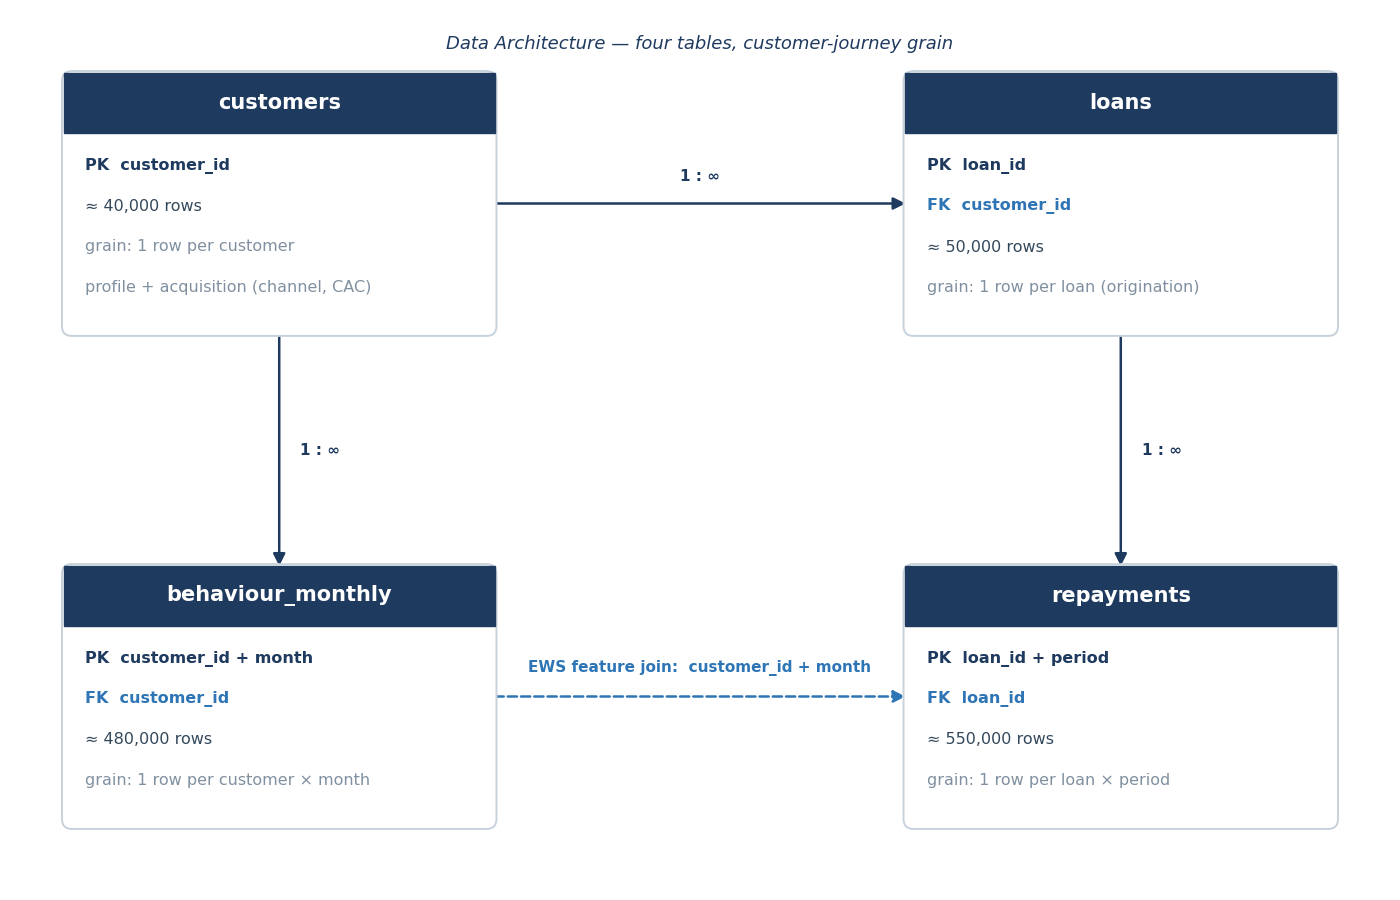 Data Architecture — four tables, customer-journey grain
customers
PK  customer_id
≈ 40,000 rows
grain: 1 row per customer
profile + acquisition (channel, CAC)
1 : ∞
loans
PK  loan_id
FK  customer_id
≈ 50,000 rows
grain: 1 row per loan (origination)
1 : ∞
1 : ∞
behaviour_monthly
PK  customer_id + month
FK  customer_id
≈ 480,000 rows
grain: 1 row per customer × month
EWS feature join:  customer_id + month
repayments
PK  loan_id + period
FK  loan_id
≈ 550,000 rows
grain: 1 row per loan × period